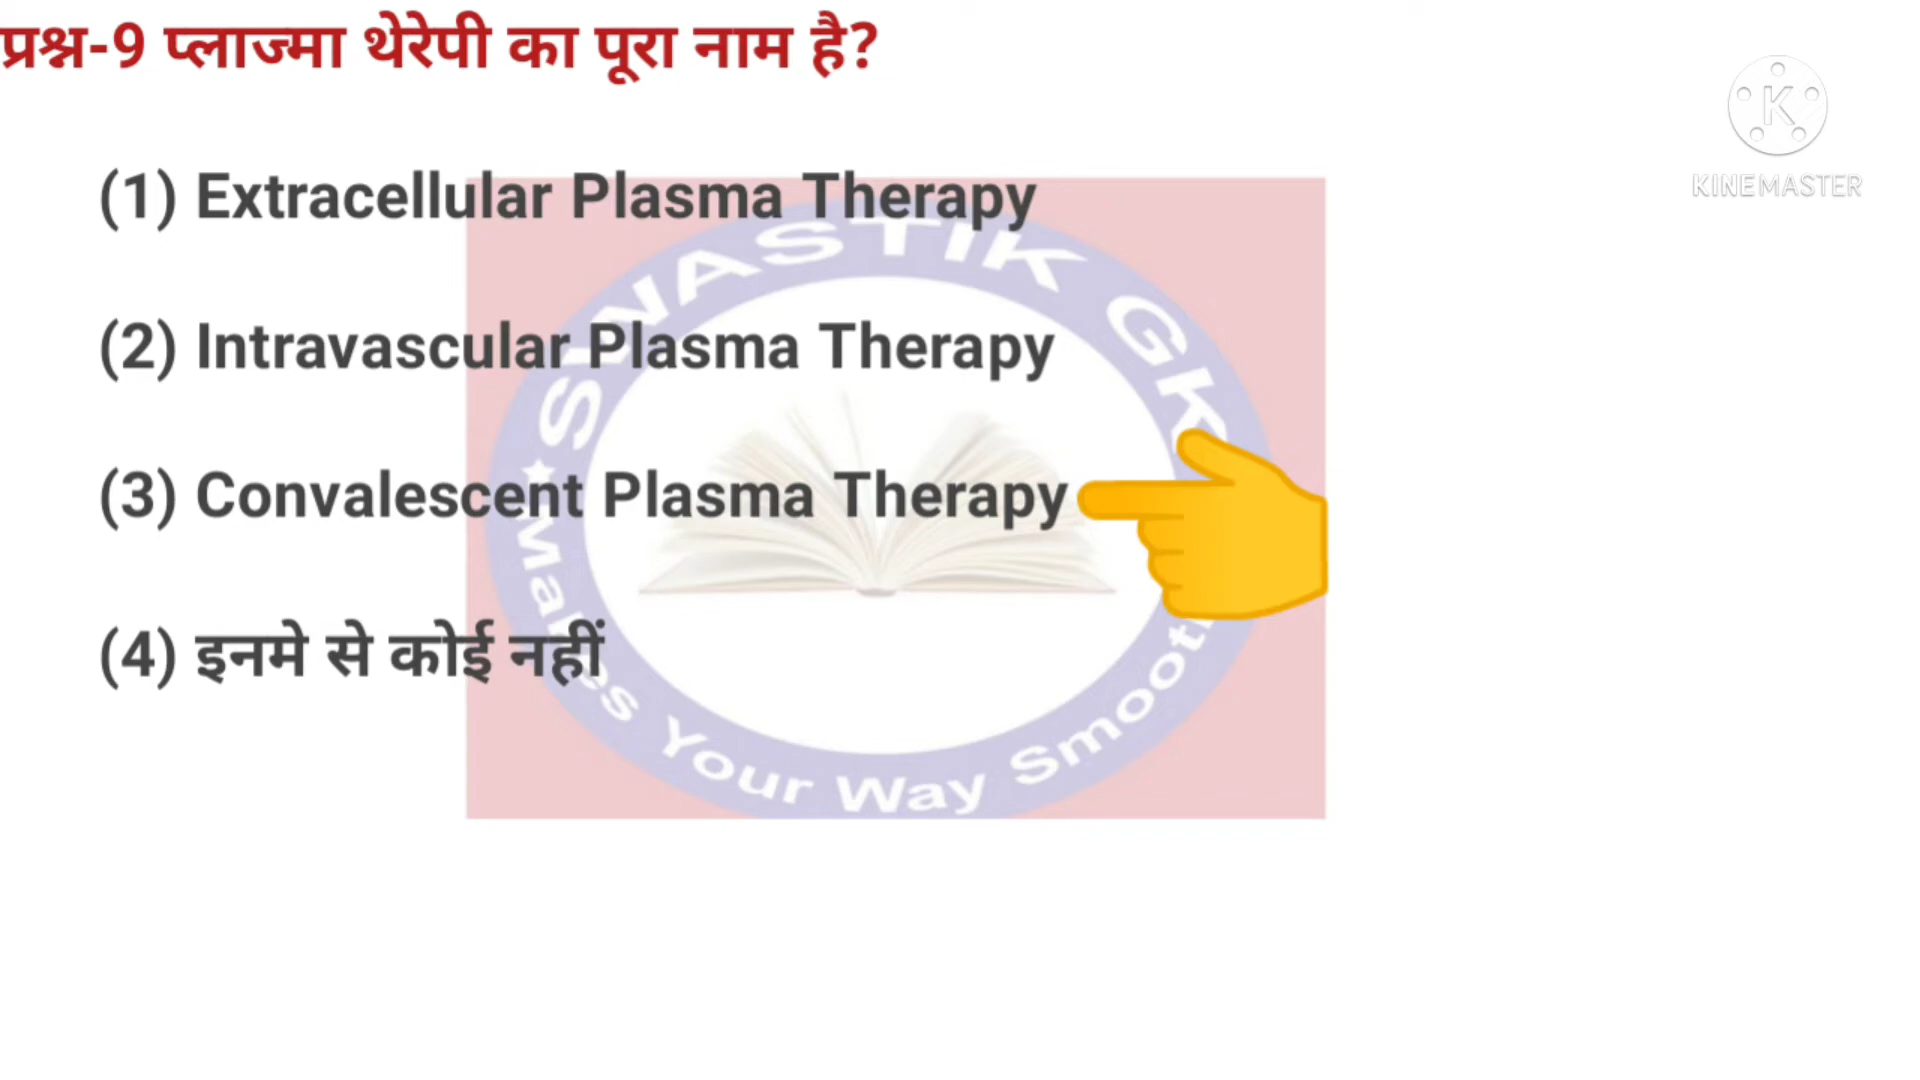 प्रश्न-9 प्लाज्मा थेरेपी का पूरा नाम है?
K
KINEMASTER
(1) Extracellular Plasma Therapy
(2) Intravascular Plasma Therapy
(3) Convalescent Plasma Therapy
(4) इनमे से कोई नहीं
SWASTIK GK
Makes Your Way Smooth